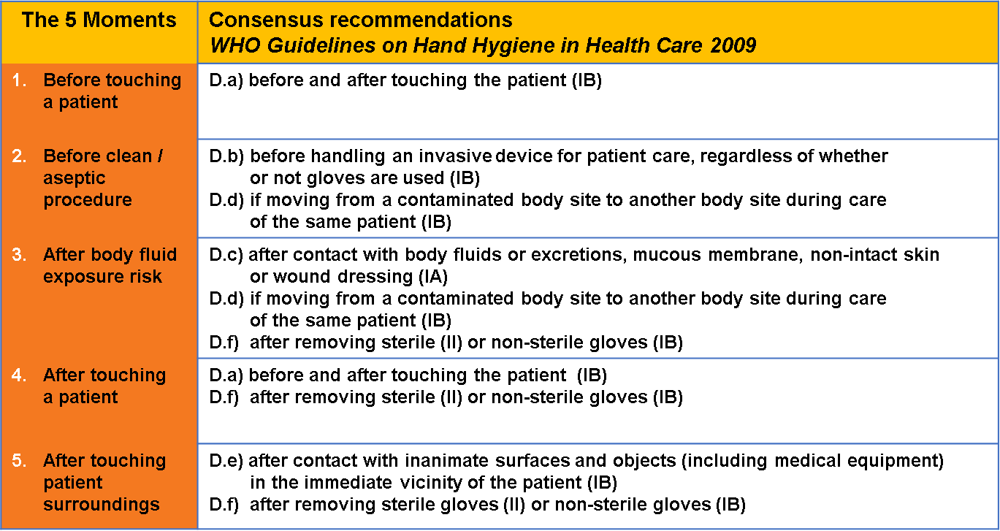 The 5 Moments
Consensus recommendations
WHO Guidelines on Hand Hygiene in Health Care 2009
1. Before touching
a patient
D.a) before and after touching the patient (IB)
2. Before clean /
aseptic
procedure
D.b) before handling an invasive device for patient care, regardless of whether
or not gloves are used (IB)
D.d) if moving from a contaminated body site to another body site during care
of the same patient (IB)
3. After body fluid
exposure risk
D.c) after contact with body fluids or excretions, mucous membrane, non-intact skin
or wound dressing (IA)
D.d) if moving from a contaminated body site to another body site during care
of the same patient (IB)
D.f) after removing sterile (II) or non-sterile gloves (IB)
4. After touching
a patient
D.a) before and after touching the patient (IB)
D.f) after removing sterile (II) or non-sterile gloves (IB)
5. After touching
patient
surroundings
D.e) after contact with inanimate surfaces and objects (including medical equipment)
in the immediate vicinity of the patient (IB)
D.f) after removing sterile gloves (II) or non-sterile gloves (IB)